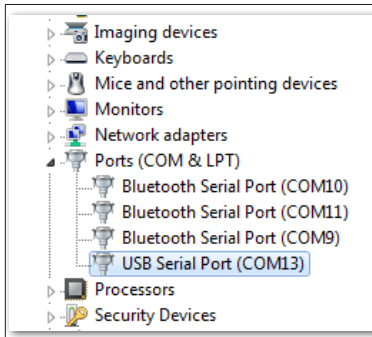 Imaging devices
Keyboards
Mice and other pointing devices
Monitors
Network adapters
Ports (COM & LPT)
Bluetooth Serial Port (COM10)
Bluetooth Serial Port (COM11)
Bluetooth Serial Port (COM9)
USB Serial Port (COM13)
Processors
Security Devices